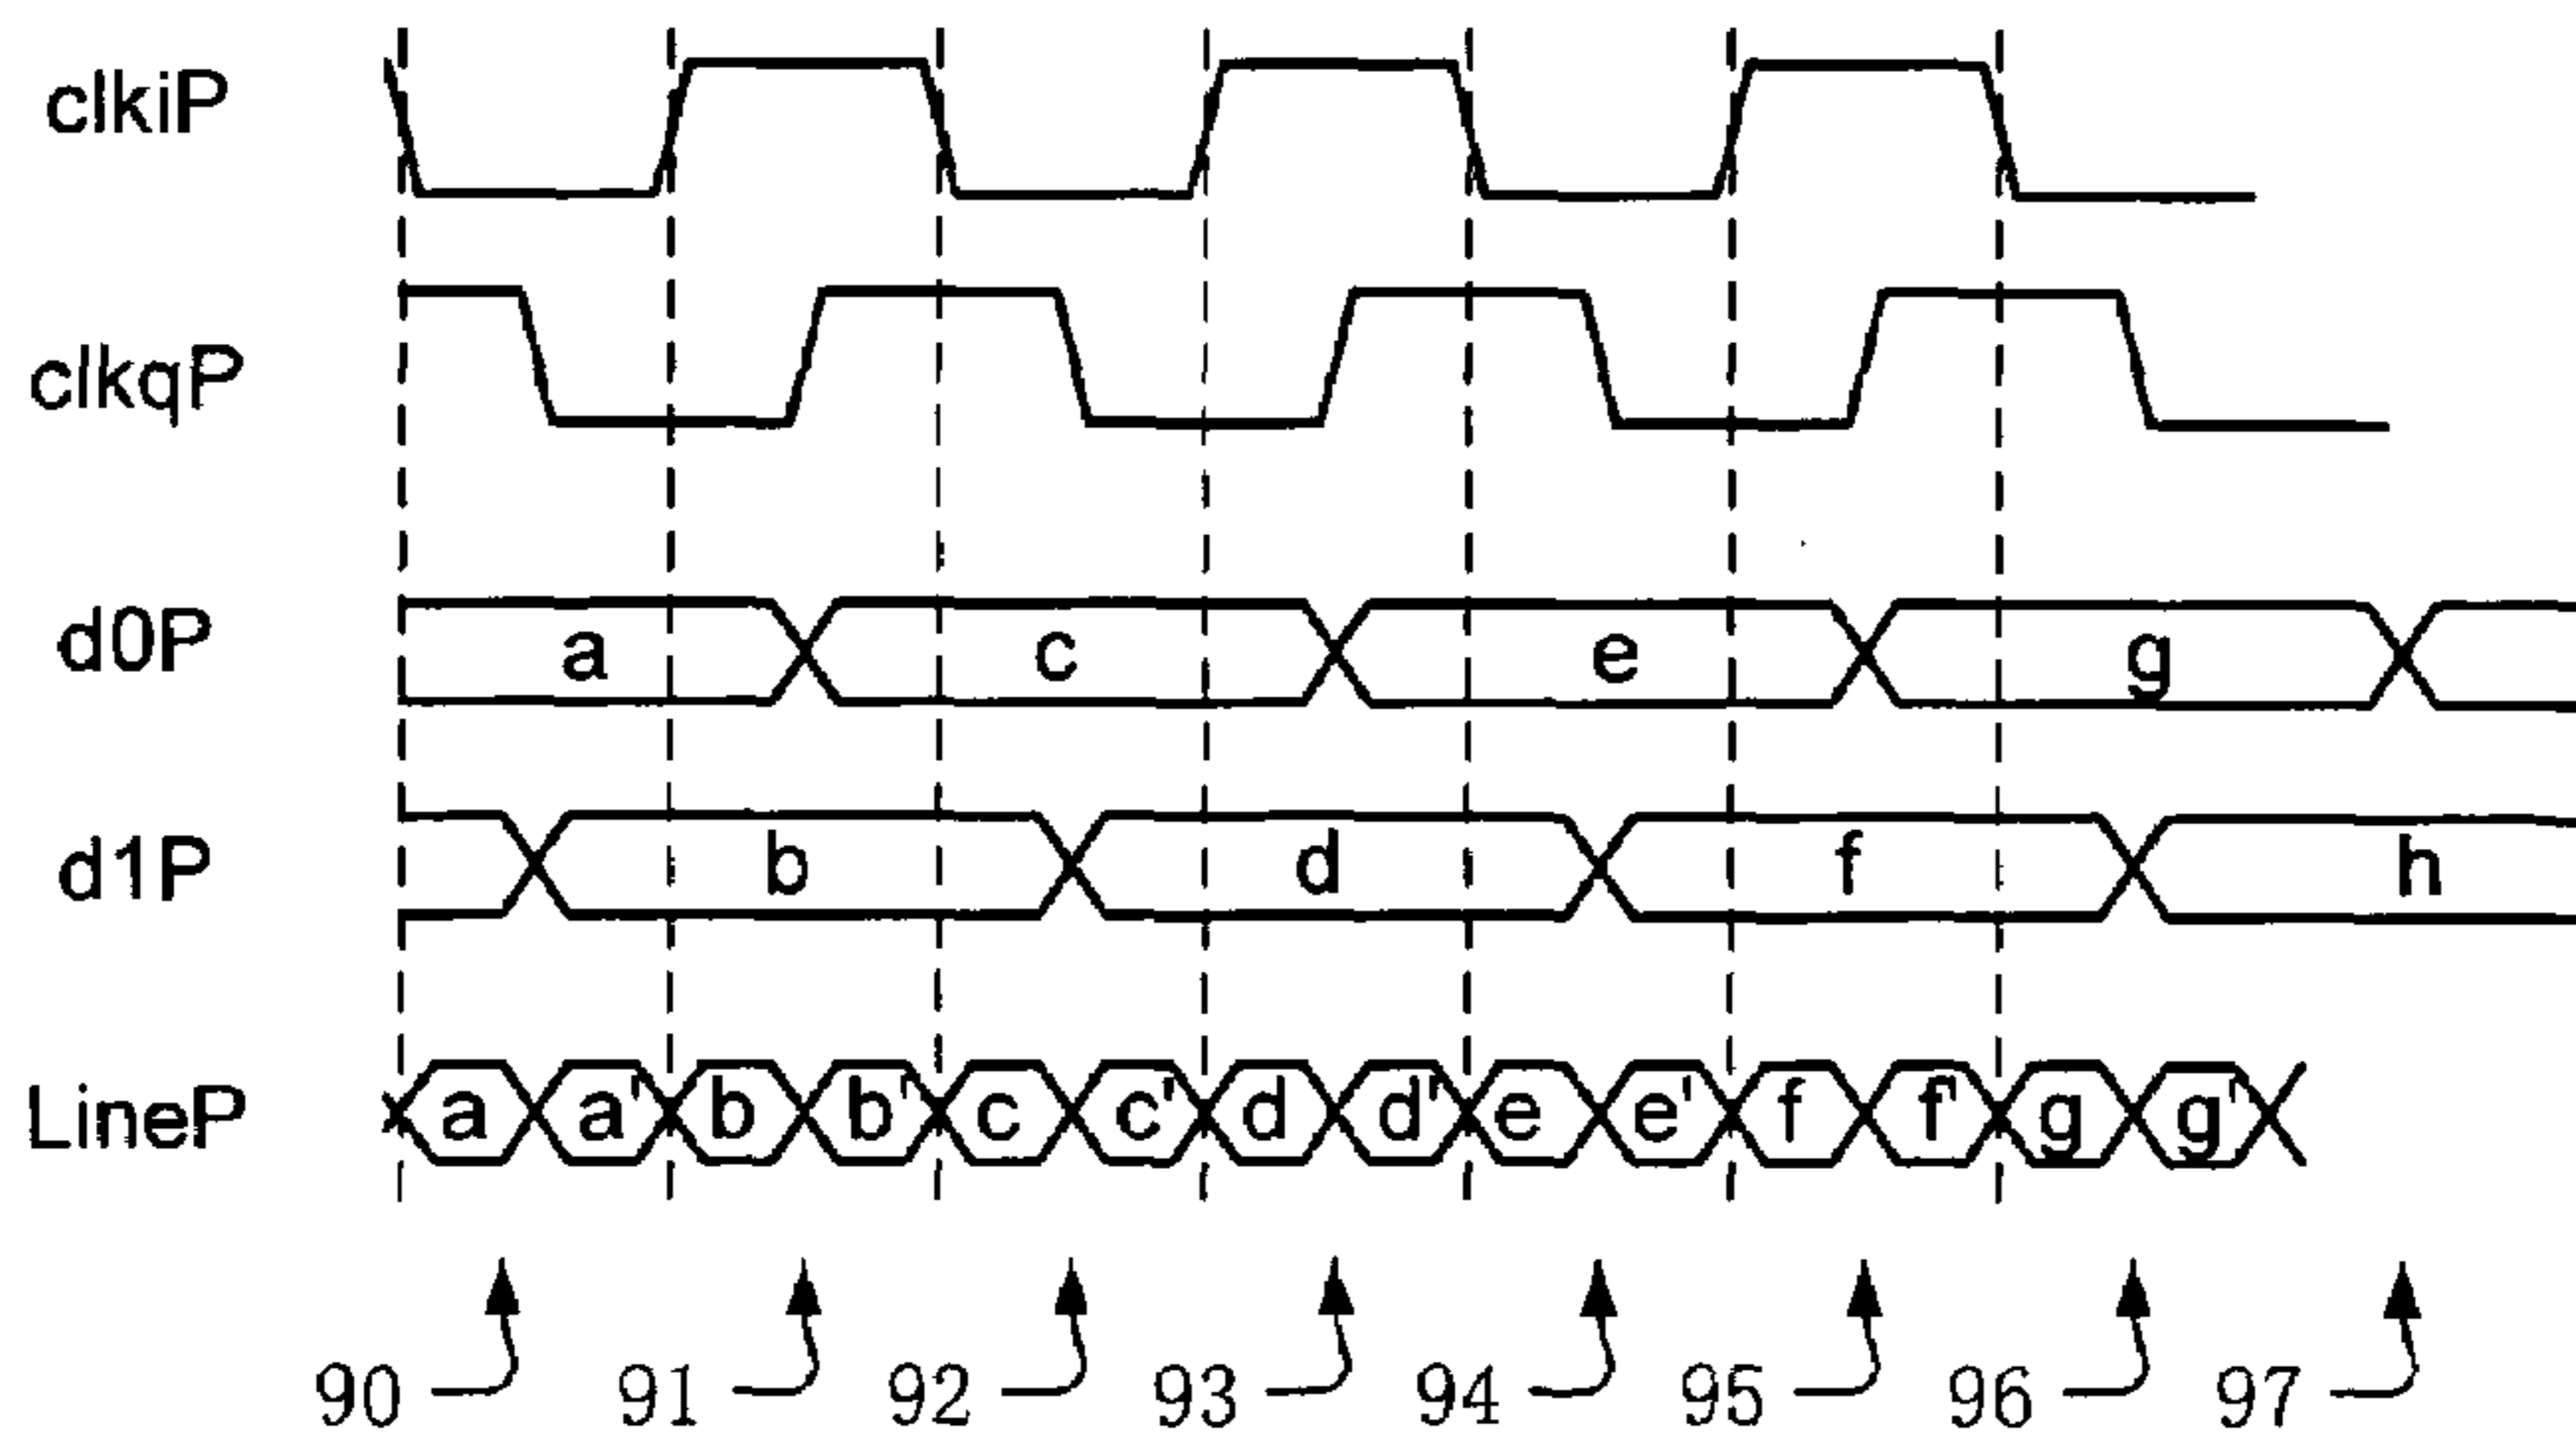 clkiP
clkqP
d0P a c e g
d1P b d f h
LineP a a' b b' c c' d d' e e' f f' g g'
90 91 92 93 94 95 96 97